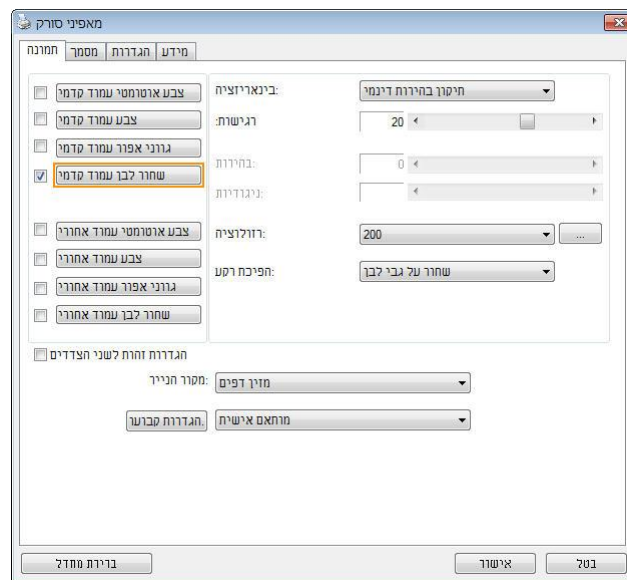 מאפיני סורק
תמונה
מסמך
הגדרות
מידע
צבע אוטומטי עמוד קדמי
צבע עמוד קדמי
גווני אפור עמוד קדמי
שחור לבן עמוד קדמי
צבע אוטומטי עמוד אחורי
צבע עמוד אחורי
גווני אפור עמוד אחורי
שחור לבן עמוד אחורי
בינאריזציה:
תיקון בהירות דינמי
רגישות:
20
בהירות:
0
ניגודיות:
רזולוציה:
200
...
הפיכת רקע:
שחור על גבי לבן
הגדרות זהות לשני הצדדים
מקור הנייר:
מזין דפים
הגדרות קבועו.
מותאם אישית
ברירת מחדל
אישור
בטל